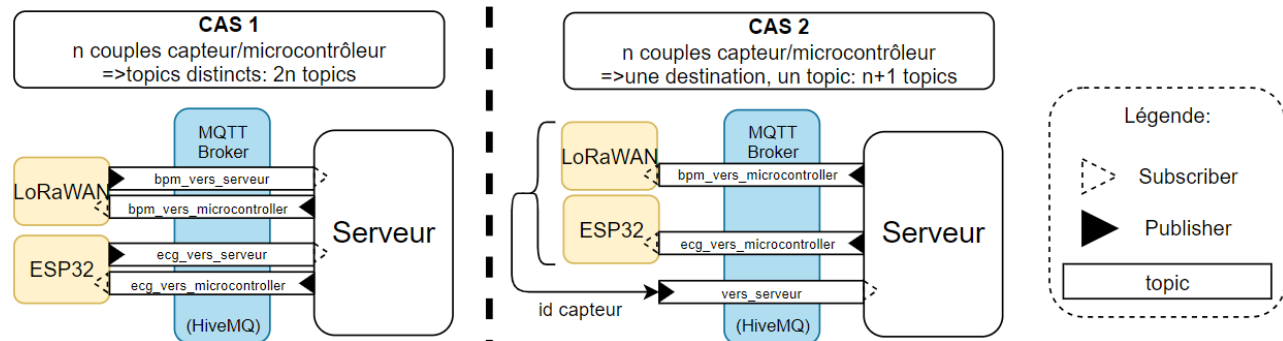 CAS 1
n couples capteur/microcontrôleur
=>topics distincts: 2n topics
MQTT
Broker
LoRaWAN
bpm_vers_serveur
bpm_vers_microcontroller
ESP32
ecg_vers_serveur
ecg_vers_microcontroller
Serveur
(HiveMQ)
CAS 2
n couples capteur/microcontrôleur
=>une destination, un topic: n+1 topics
MQTT
Broker
LoRaWAN
bpm_vers_microcontroller
ESP32
ecg_vers_microcontroller
Serveur
vers_serveur
id capteur
(HiveMQ)
Légende:
Subscriber
Publisher
topic